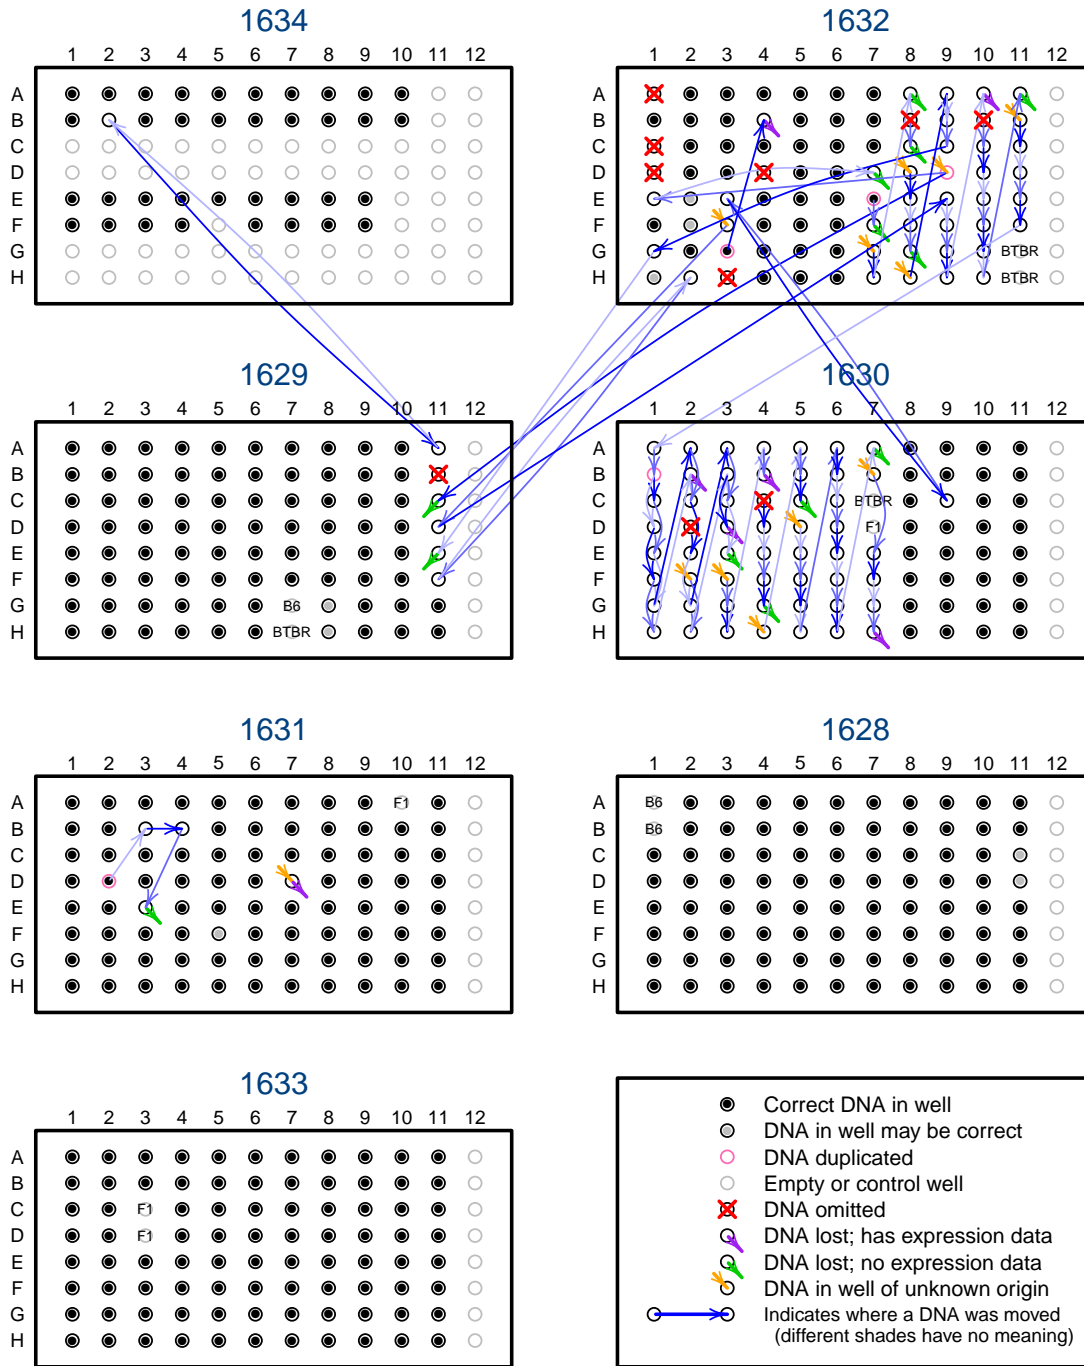 1634
1 2 3 4 5 6 7 8 9 10 11 12
A
B
C
D
E
F
G
H
1632
1 2 3 4 5 6 7 8 9 10 11 12
A
B
C
D
E
F
G BTBR
H BTBR
1629
1 2 3 4 5 6 7 8 9 10 11 12
A
B
C
D
E
F
G B6
H BTBR
1630
1 2 3 4 5 6 7 8 9 10 11 12
A
B
C BTBR
D F1
E
F
G
H
1631
1 2 3 4 5 6 7 8 9 10 11 12
A F1
B
C
D
E
F
G
H
1628
1 2 3 4 5 6 7 8 9 10 11 12
A B6
B B6
C
D
E
F
G
H
1633
1 2 3 4 5 6 7 8 9 10 11 12
A
B
C F1
D F1
E
F
G
H
Correct DNA in well
DNA in well may be correct
DNA duplicated
Empty or control well
DNA omitted
DNA lost; has expression data
DNA lost; no expression data
DNA in well of unknown origin
Indicates where a DNA was moved
(different shades have no meaning)